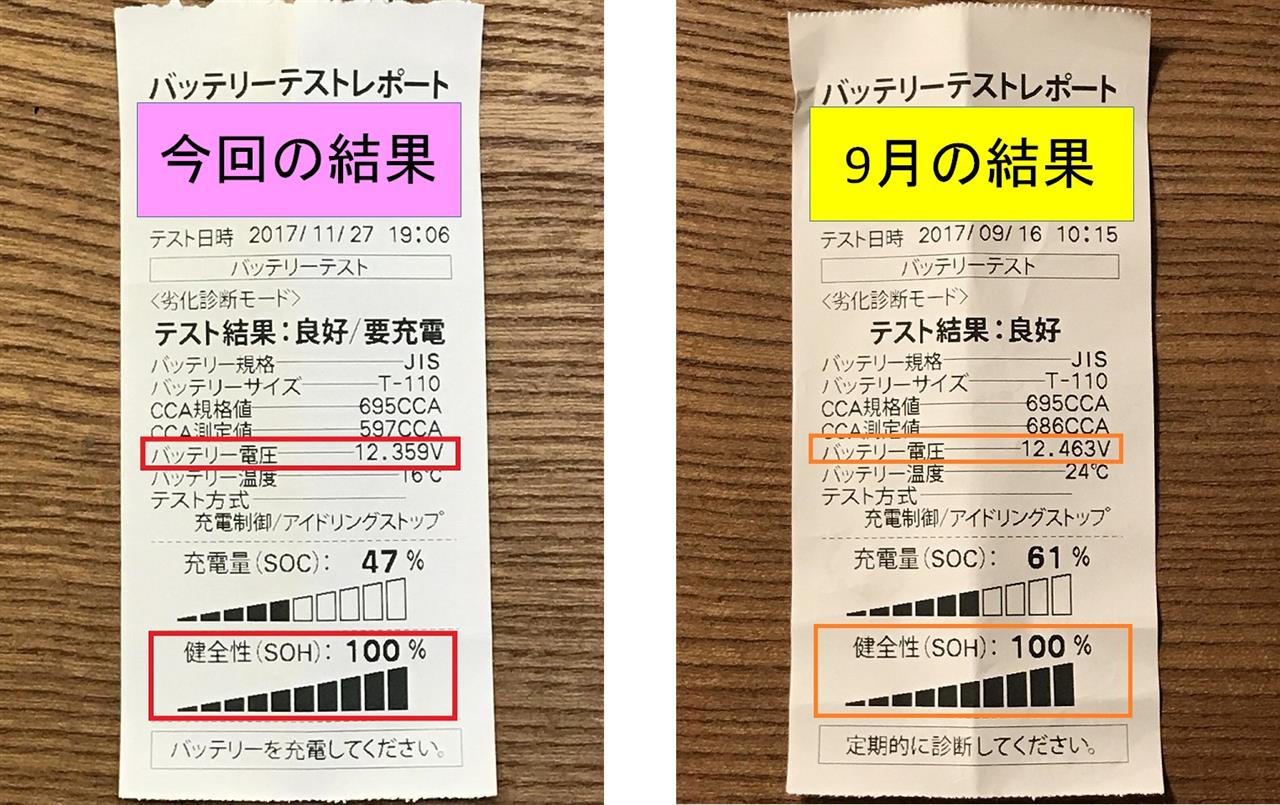 バッテリーテストレポート
今回の結果
テスト日時 2017/11/27 19:06
バッテリーテスト
〈劣化診断モード〉
テスト結果:良好/要充電
バッテリー規格 JIS
バッテリーサイズ T-110
CCA規格値 695CCA
CCA測定値 597CCA
バッテリー電圧 12.359V
バッテリー温度 16℃
テスト方式
充電制御/アイドリングストップ
充電量(SOC): 47 %
健全性(SOH): 100 %
バッテリーを充電してください。
バッテリーテストレポート
9月の結果
テスト日時 2017/09/16 10:15
バッテリーテスト
〈劣化診断モード〉
テスト結果:良好
バッテリー規格 JIS
バッテリーサイズ T-110
CCA規格値 695CCA
CCA測定値 686CCA
バッテリー電圧 12.463V
バッテリー温度 24℃
テスト方式
充電制御/アイドリングストップ
充電量(SOC): 61 %
健全性(SOH): 100 %
定期的に診断してください。